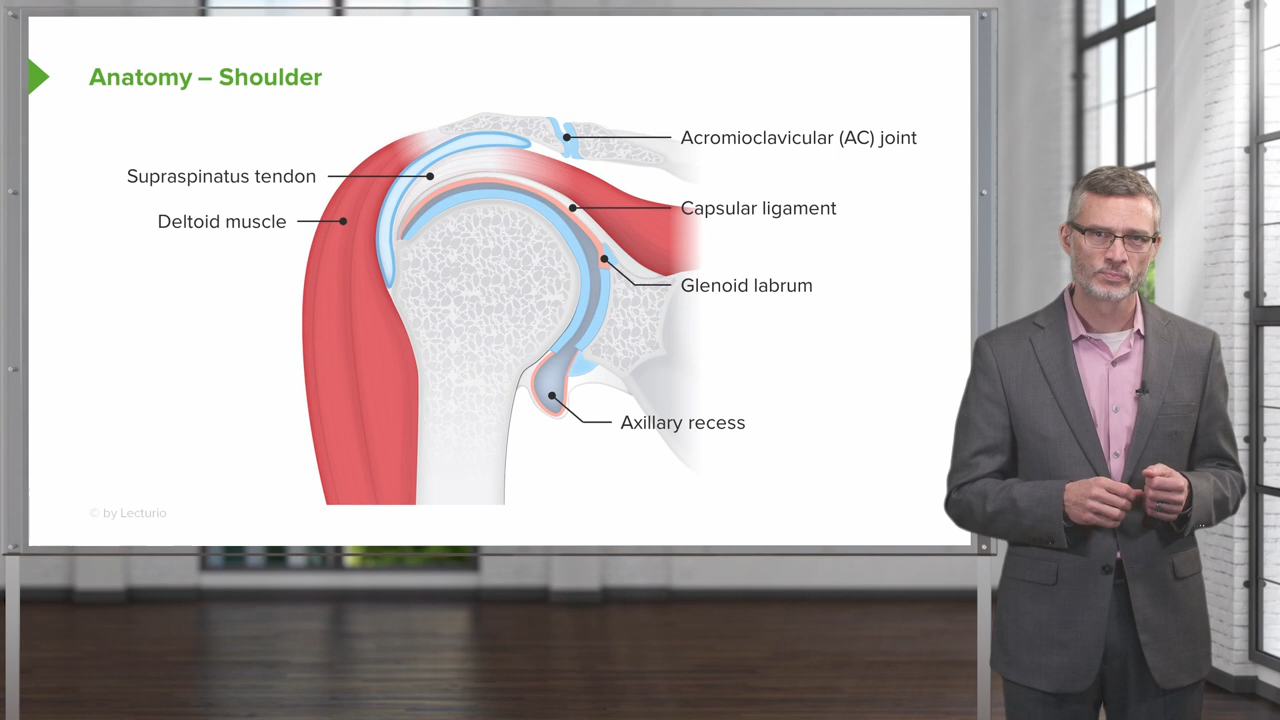 Anatomy – Shoulder
Acromioclavicular (AC) joint
Supraspinatus tendon
Capsular ligament
Deltoid muscle
Glenoid labrum
Axillary recess
© by Lecturio